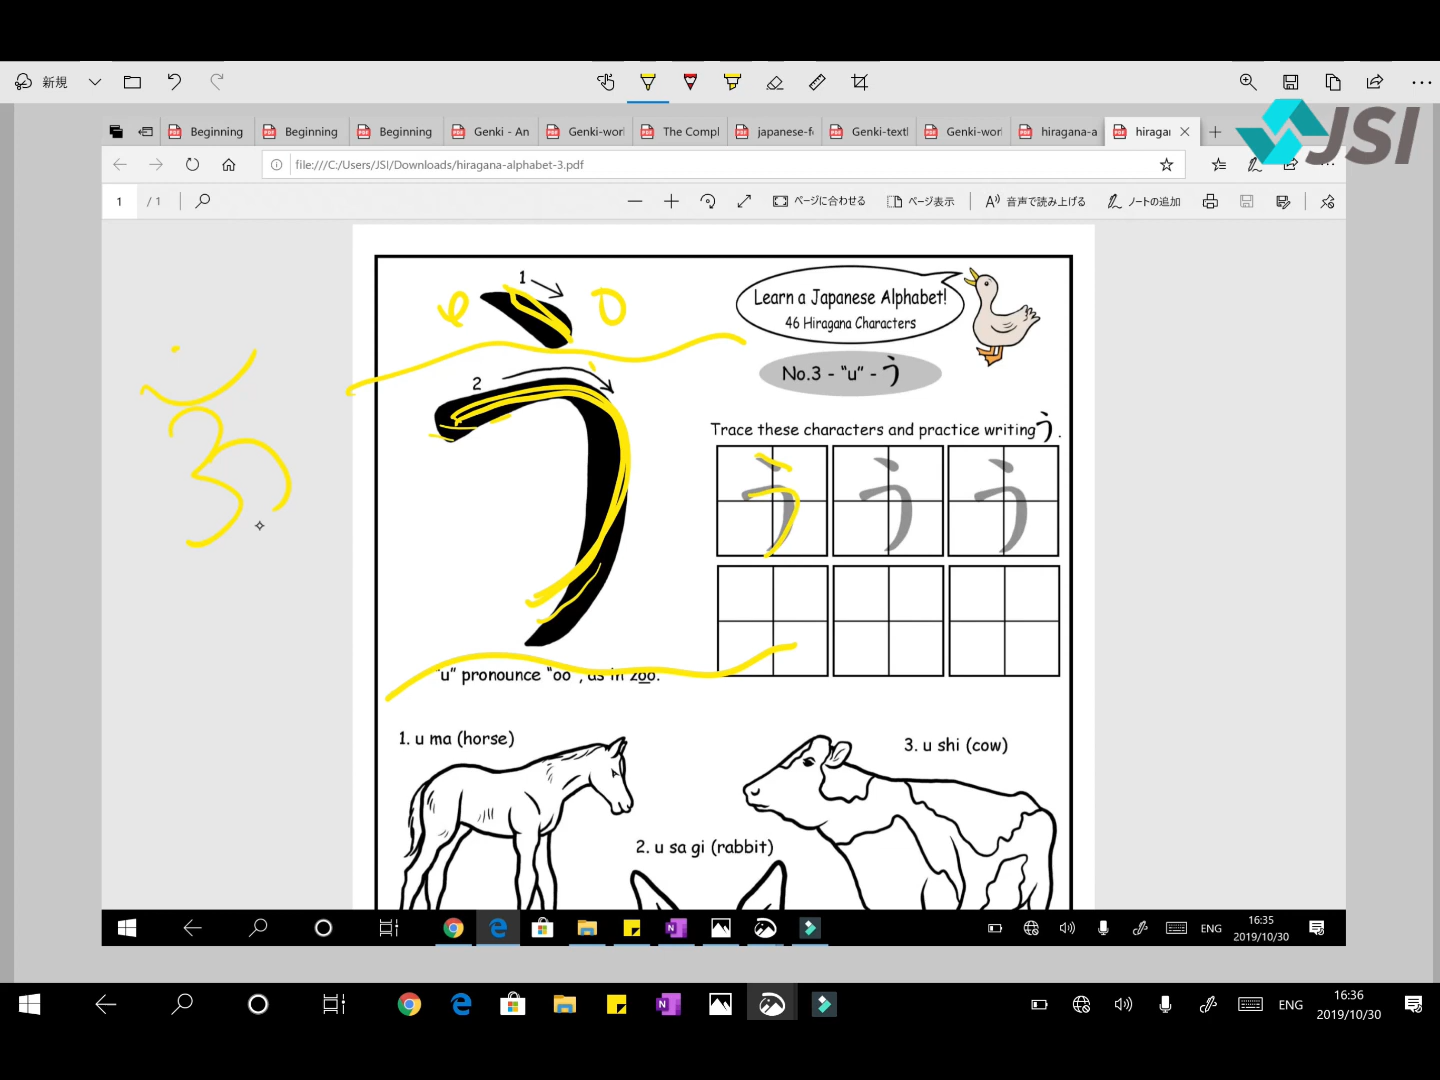 新規
JSI
Beginning
Beginning
Beginning
Genki - An
Genki-wor
The Compl
japanese-f
Genki-text
Genki-wor
hiragana-a
hiragar
file:///C:/Users/JSI/Downloads/hiragana-alphabet-3.pdf
1 / 1
ページに合わせる
ページ表示
音声で読み上げる
ノートの追加
1
う
2
Learn a Japanese Alphabet!
46 Hiragana Characters
No.3 - “u” - う
Trace these characters and practice writing う.
う う う
“u” pronounce “oo”, as in zoo.
1. u ma (horse)
3. u shi (cow)
2. u sa gi (rabbit)
ENG
16:35
2019/10/30
ENG
16:36
2019/10/30